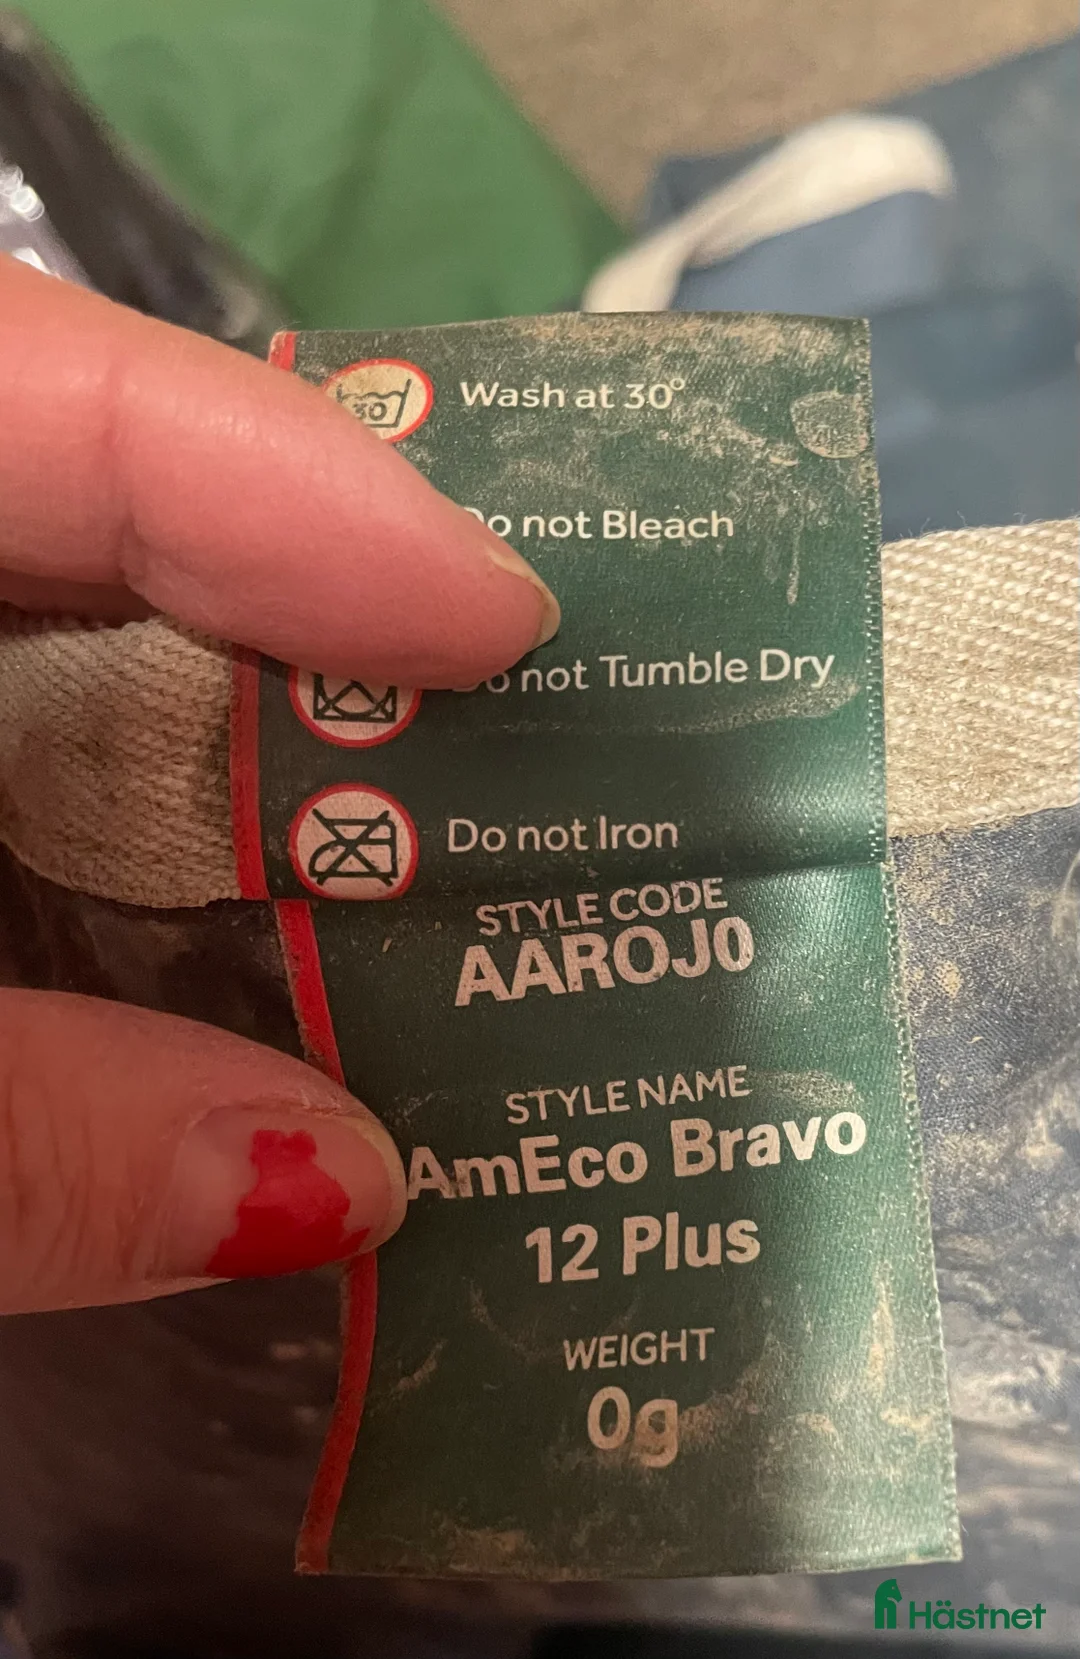 30
Wash at 30°
Do not Bleach
Do not Tumble Dry
Do not Iron
STYLE CODE
AAROJ0
STYLE NAME
AmEco Bravo
12 Plus
WEIGHT
0g
Hästnet